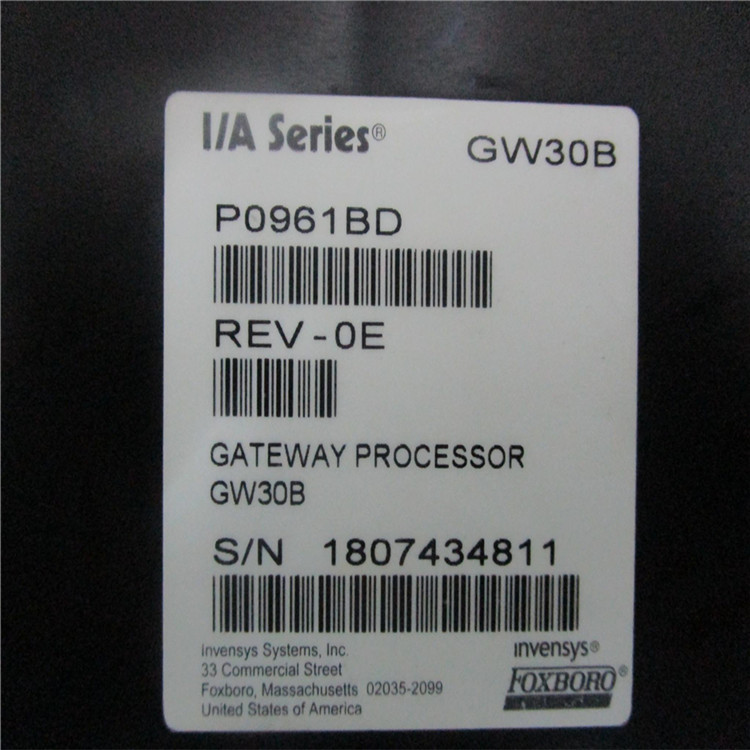 I/A Series®
GW30B
P0961BD
REV-0E
GATEWAY PROCESSOR
GW30B
S/N 1807434811
Invensys Systems, Inc.
33 Commercial Street
Foxboro, Massachusetts 02035-2099
United States of America
invensys®
FOXBORO®